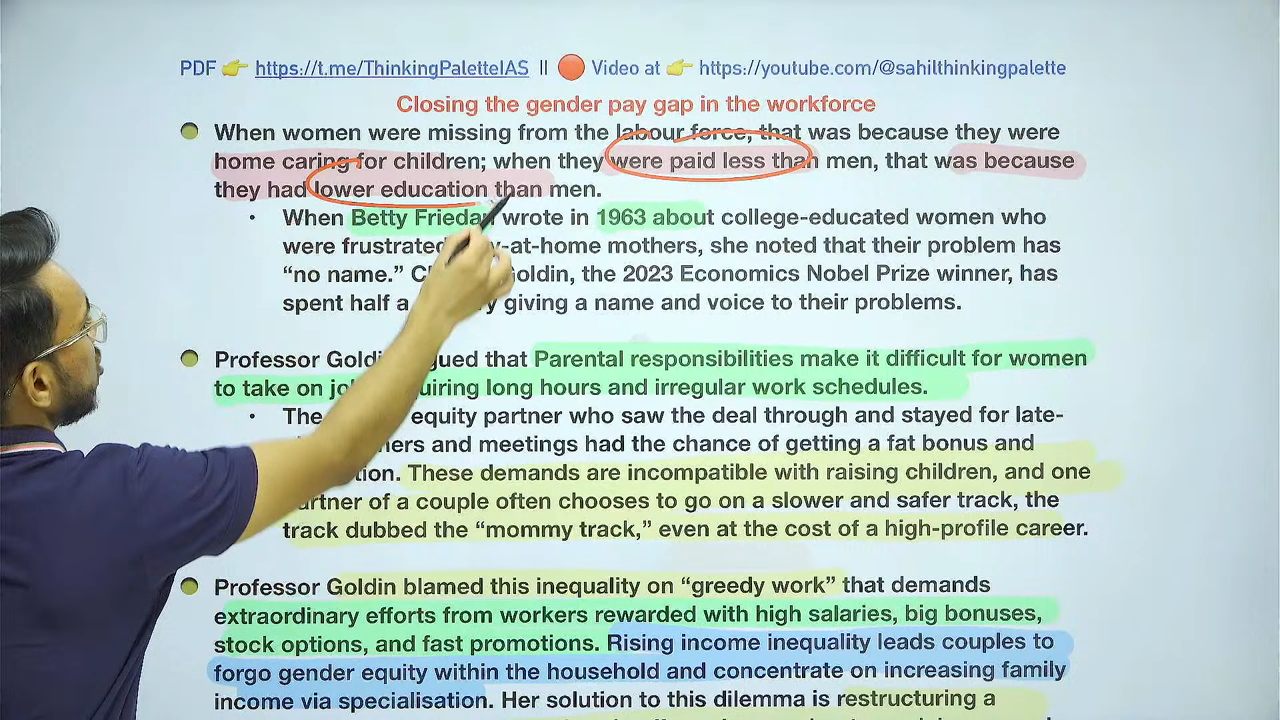 PDF 👉 https://t.me/ThinkingPaletteIAS || 🔴 Video at 👉 https://youtube.com/@sahilthinkingpalette
Closing the gender pay gap in the workforce
When women were missing from the labour force, that was because they were
home caring for children; when they were paid less than men, that was because
they had lower education than men.
• When Betty Friedan wrote in 1963 about college-educated women who
were frustrated -at-home mothers, she noted that their problem has
“no name.” Goldin, the 2023 Economics Nobel Prize winner, has
spent half a giving a name and voice to their problems.
Professor Goldin argued that Parental responsibilities make it difficult for women
to take on requiring long hours and irregular work schedules.
• The equity partner who saw the deal through and stayed for late-
and meetings had the chance of getting a fat bonus and
These demands are incompatible with raising children, and one
partner of a couple often chooses to go on a slower and safer track, the
track dubbed the “mommy track,” even at the cost of a high-profile career.
Professor Goldin blamed this inequality on “greedy work” that demands
extraordinary efforts from workers rewarded with high salaries, big bonuses,
stock options, and fast promotions. Rising income inequality leads couples to
forgo gender equity within the household and concentrate on increasing family
income via specialisation. Her solution to this dilemma is restructuring a